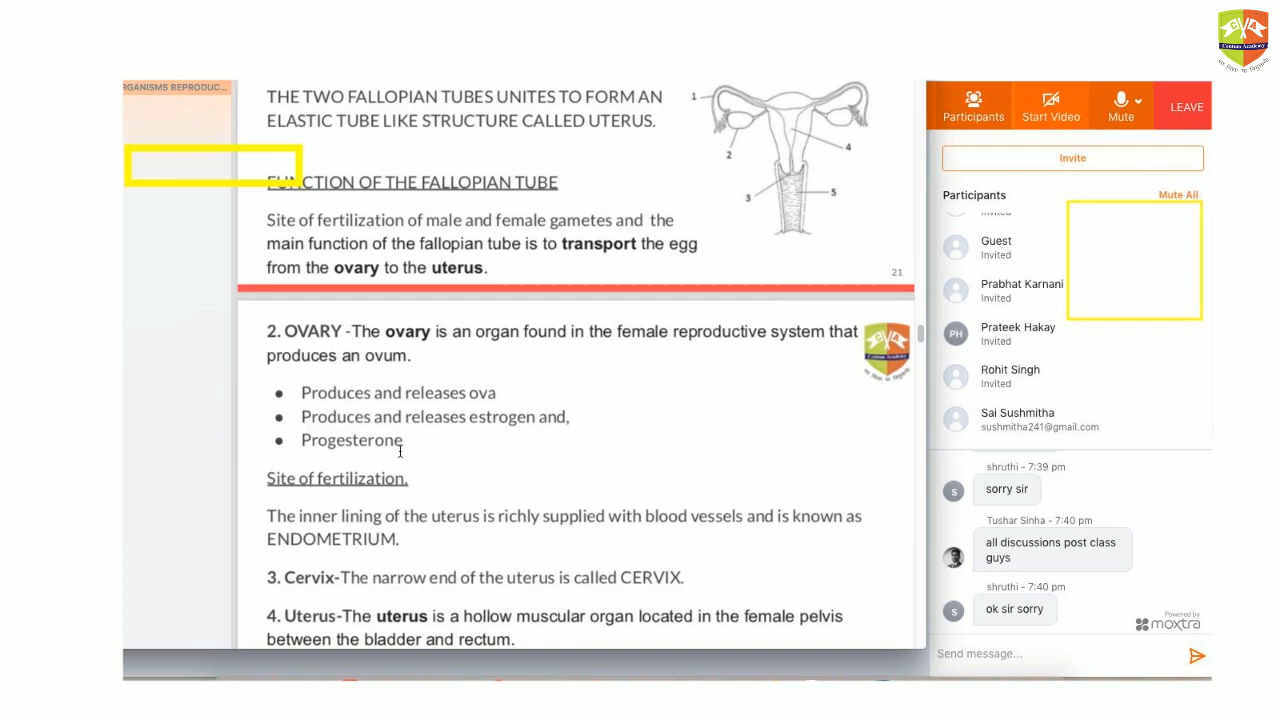 Contum Academy
RGANISMS REPRODUC...
THE TWO FALLOPIAN TUBES UNITES TO FORM AN
ELASTIC TUBE LIKE STRUCTURE CALLED UTERUS.
FUNCTION OF THE FALLOPIAN TUBE
Site of fertilization of male and female gametes and the
main function of the fallopian tube is to transport the egg
from the ovary to the uterus.
1
2
3
4
5
21
2. OVARY -The ovary is an organ found in the female reproductive system that
produces an ovum.
● Produces and releases ova
● Produces and releases estrogen and,
● Progesterone
Site of fertilization.
The inner lining of the uterus is richly supplied with blood vessels and is known as
ENDOMETRIUM.
3. Cervix-The narrow end of the uterus is called CERVIX.
4. Uterus-The uterus is a hollow muscular organ located in the female pelvis
between the bladder and rectum.
Participants
Start Video
Mute
LEAVE
Invite
Participants
Mute All
Invited
Guest
Invited
Prabhat Karnani
Invited
PH
Prateek Hakay
Invited
Rohit Singh
Invited
Sai Sushmitha
sushmitha241@gmail.com
shruthi - 7:39 pm
S
sorry sir
Tushar Sinha - 7:40 pm
all discussions post class
guys
shruthi - 7:40 pm
S
ok sir sorry
Powered by
moxtra
Send message...